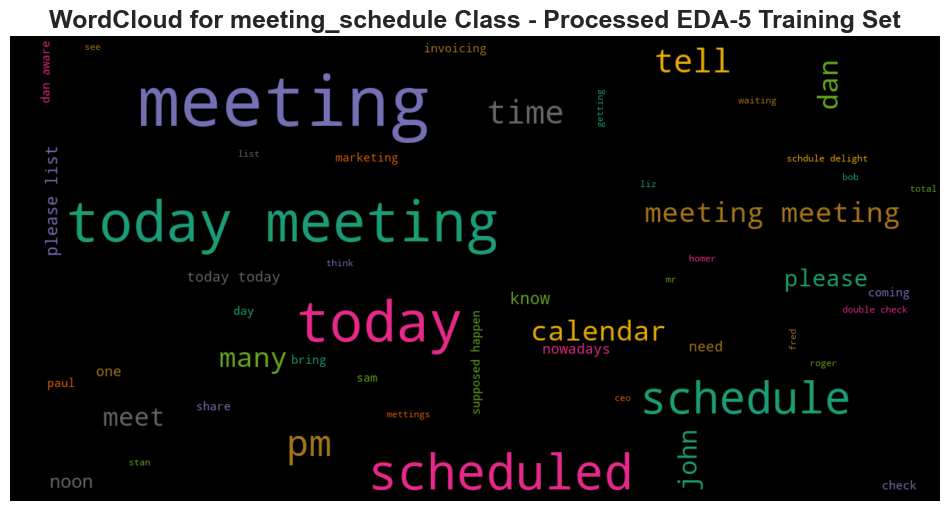 WordCloud for meeting_schedule Class - Processed EDA-5 Training Set
see
invoicing
dan aware
tell
dan
meeting
time
getting
waiting
list
marketing
schdule delight
please list
liz
bob
total
today meeting
meeting meeting
think
homer
today today
mr
please
coming
day
know
double check
today
supposed happen
calendar
nowadays
need
fred
many
bring
one
sam
roger
paul
share
mettings
ceo
schedule
meet
pm
john
stan
scheduled
noon
check